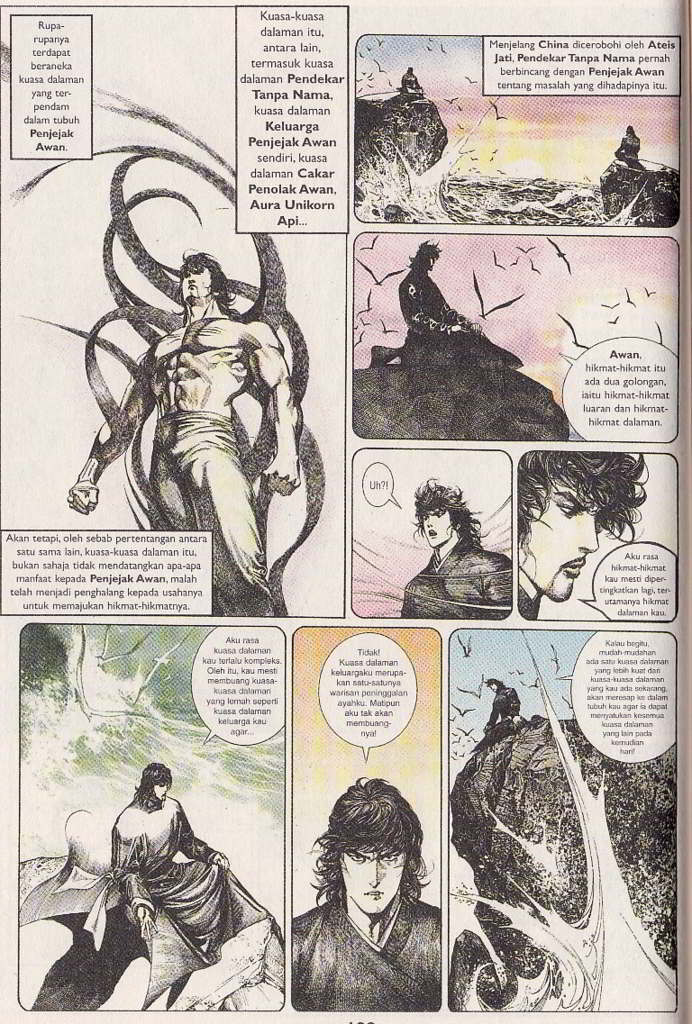 Rupa-
rupanya
terdapat
beraneka
kuasa dalaman
yang ter-
pendam
dalam tubuh
Penjejak
Awan.
Kuasa-kuasa
dalaman itu,
antara lain,
termasuk kuasa
dalaman Pendekar
Tanpa Nama,
kuasa dalaman
Keluarga
Penjejak Awan
sendiri, kuasa
dalaman Cakar
Penolak Awan,
Aura Unikorn
Api...
Akan tetapi, oleh sebab pertentangan antara
satu sama lain, kuasa-kuasa dalaman itu,
bukan sahaja tidak mendatangkan apa-apa
manfaat kepada Penjejak Awan, malah
telah menjadi penghalang kepada usahanya
untuk memajukan hikmat-hikmatnya.
Menjelang China dicerobohi oleh Ateis
Jati, Pendekar Tanpa Nama pernah
berbincang dengan Penjejak Awan
tentang masalah yang dihadapinya itu.
Awan,
hikmat-hikmat itu
ada dua golongan,
iaitu hikmat-hikmat
luaran dan hikmat-
hikmat dalaman.
Uh?!
Aku rasa
hikmat-hikmat
kau mesti diper-
tingkatkan lagi, ter-
utamanya hikmat
dalaman kau.
Aku rasa
kuasa dalaman
kau terlalu kompleks.
Oleh itu, kau mesti
membuang kuasa-
kuasa dalaman
yang lemah seperti
kuasa dalaman
keluarga kau
agar...
Tidak!
Kuasa dalaman
keluargaku merupa-
kan satu-satunya
warisan peninggalan
ayahku. Matipun
aku tak akan
membuang-
nya!
Kalau begitu,
mudah-mudahan
ada satu kuasa dalaman
yang lebih kuat dari
kuasa-kuasa dalaman
yang kau ada sekarang,
akan meresap ke dalam
tubuh kau agar ia dapat
menyatukan kesemua
kuasa dalaman
yang lain pada
kemudian
hari!